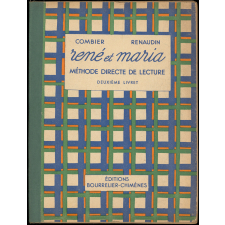 COMBIER RENAUDIN
rené et maria
MÉTHODE DIRECTE DE LECTURE
DEUXIÈME LIVRET
ÉDITIONS
BOURRELIER-CHIMÈNES